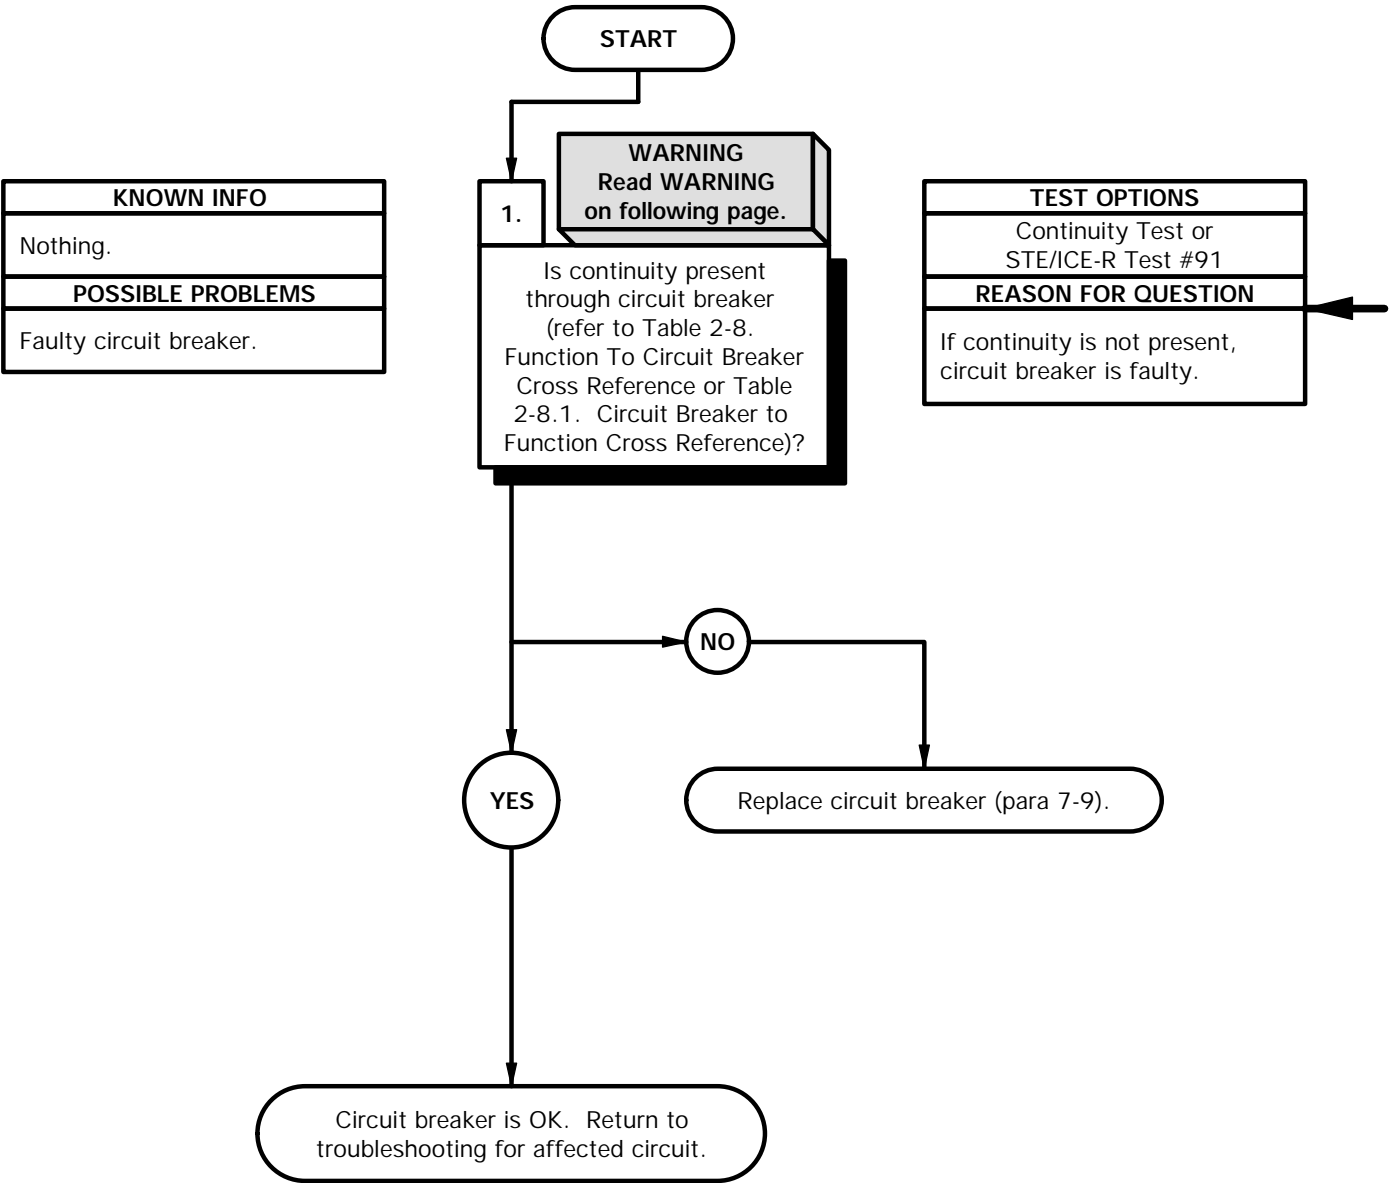 START
WARNING
Read WARNING
on following page.
KNOWN INFO
Nothing.
POSSIBLE PROBLEMS
Faulty circuit breaker.
1.
Is continuity present
through circuit breaker
(refer to Table 2-8.
Function To Circuit Breaker
Cross Reference or Table
2-8.1.  Circuit Breaker to
Function Cross Reference)?
TEST OPTIONS
Continuity Test or
STE/ICE-R Test #91
REASON FOR QUESTION
If continuity is not present,
circuit breaker is faulty.
NO
YES
Replace circuit breaker (para 7-9).
Circuit breaker is OK.  Return to
troubleshooting for affected circuit.